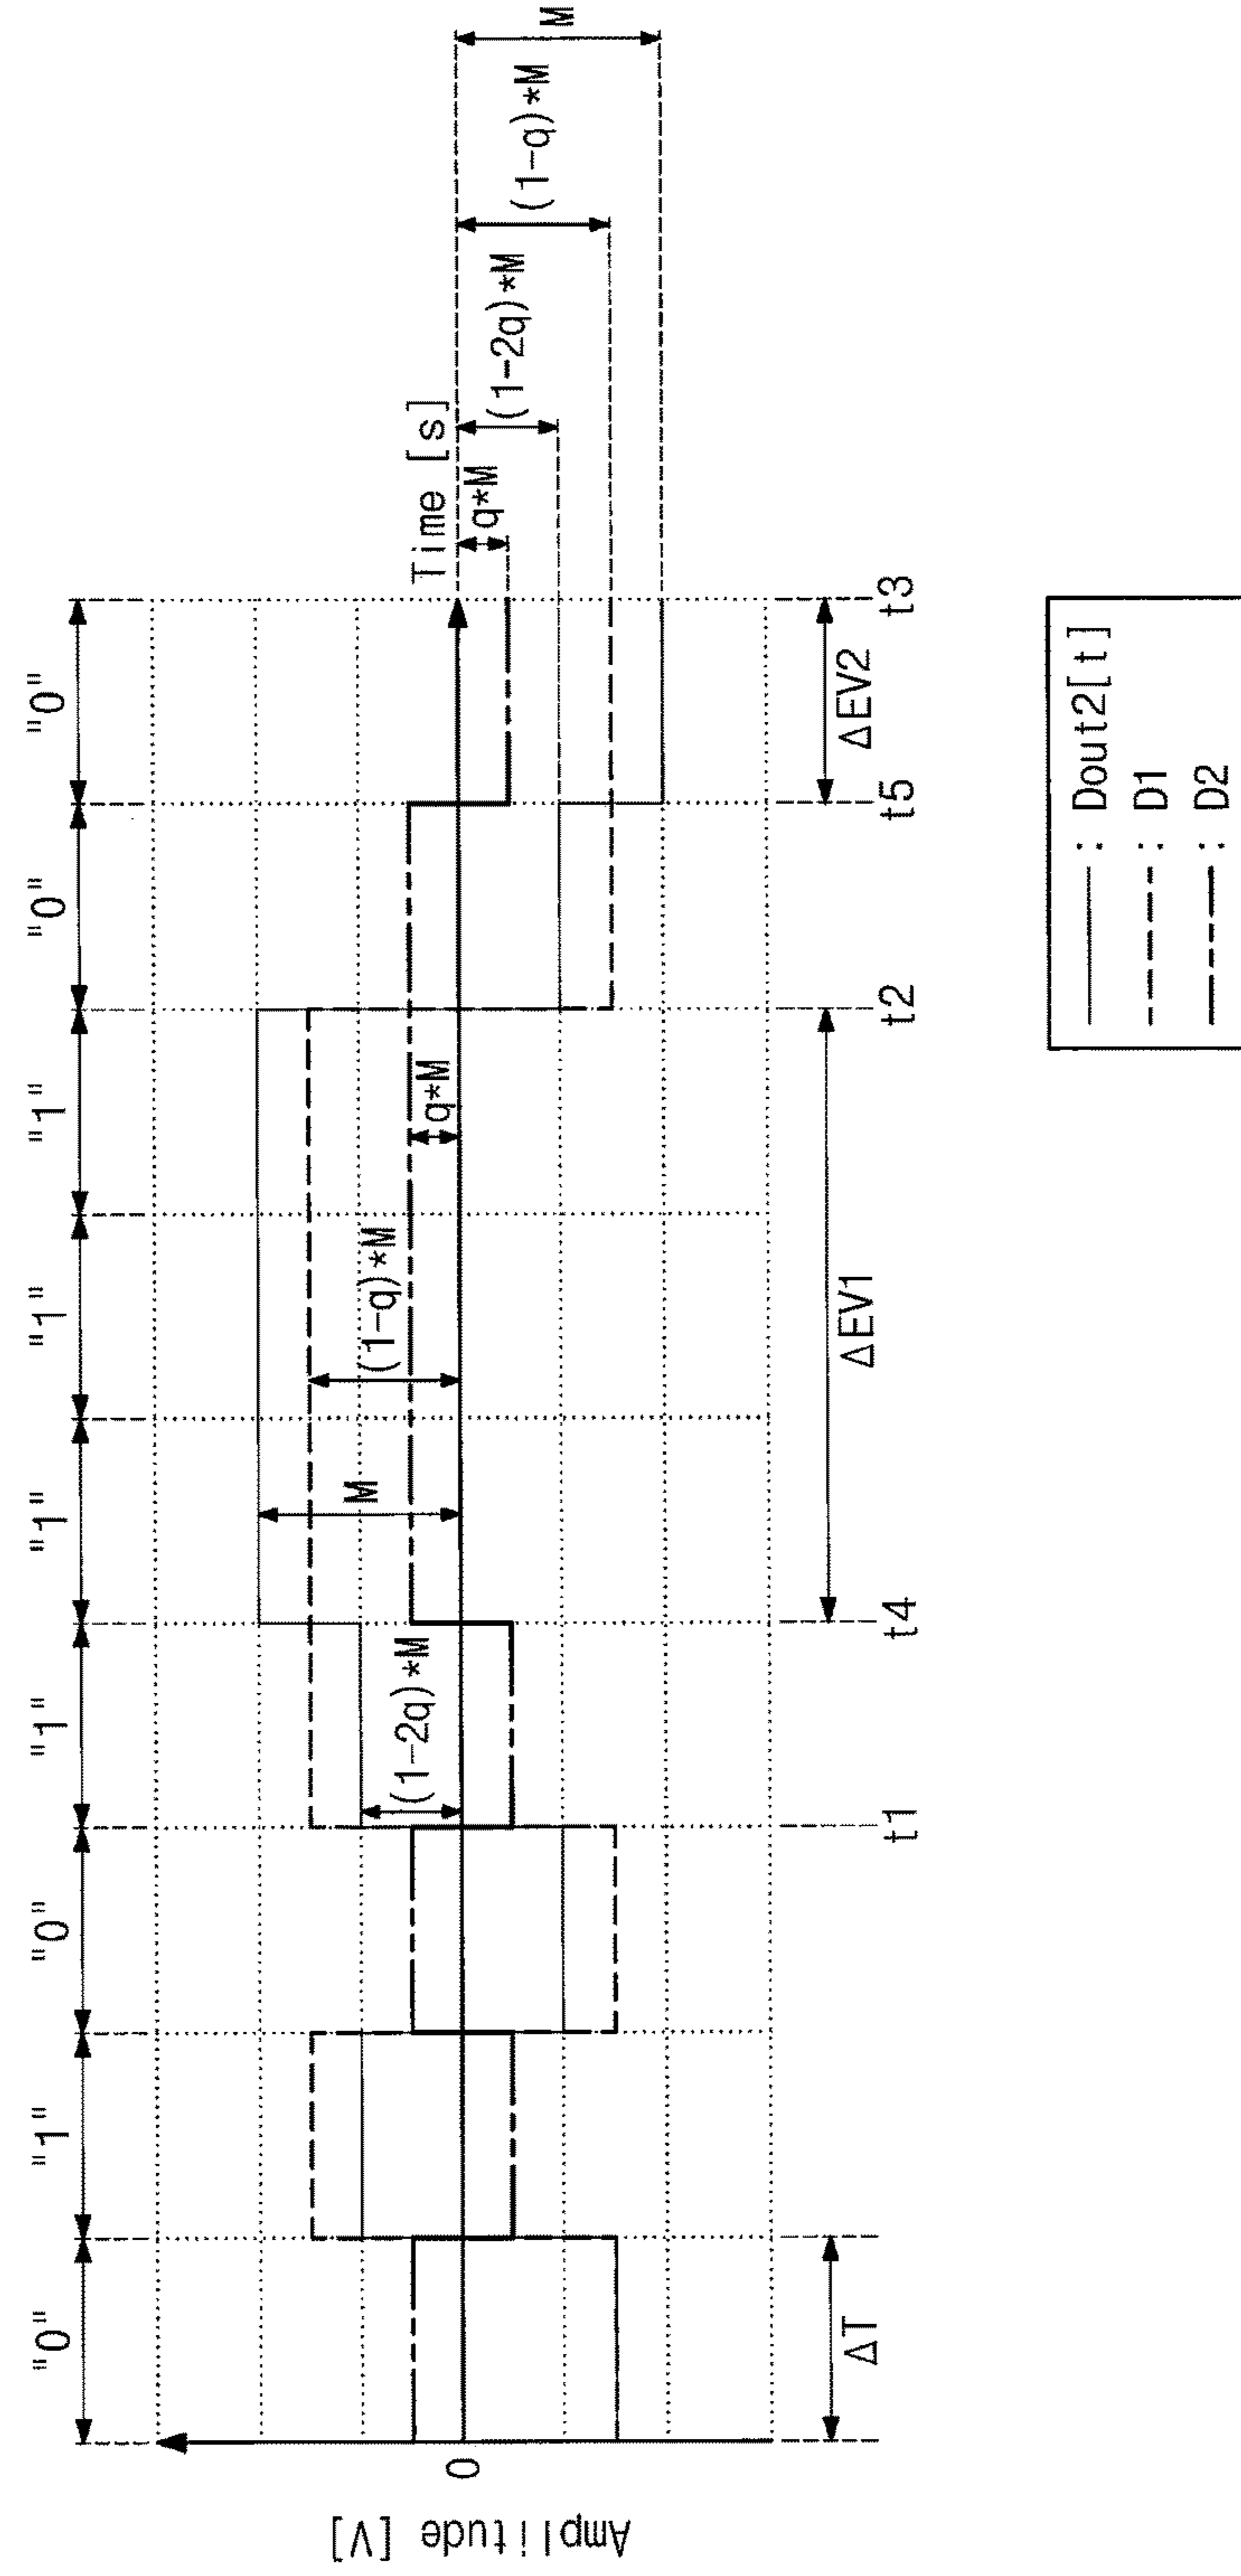 "0" "1" "0" "1" "1" "1" "1" "0" "0"
Amplitude [V]
0
Time [s]
(1-2q)*M
M
(1-q)*M
q*M
q*M
(1-2q)*M
(1-q)*M
M
ΔT
ΔEV1
ΔEV2
t1
t4
t2
t5
t3
: Dout2[t]
: D1
: D2